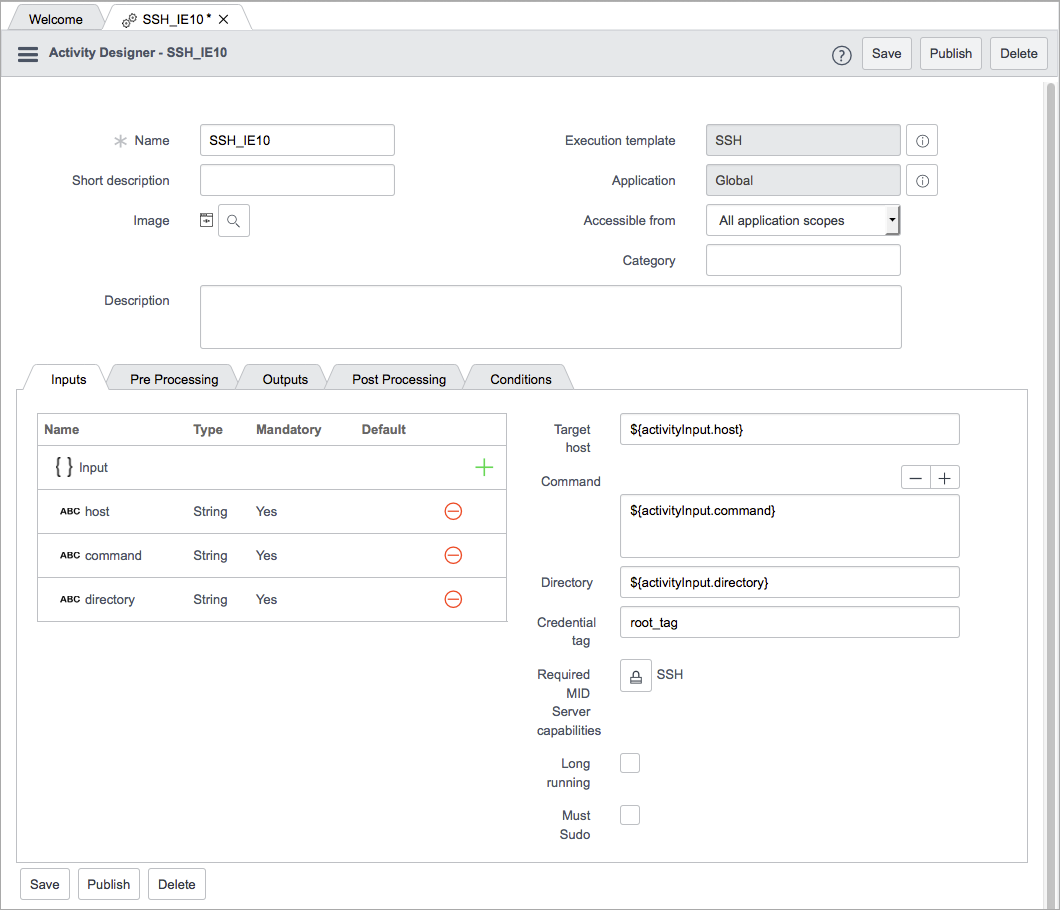 Welcome
SSH_IE10 *
Activity Designer - SSH_IE10
Save Publish Delete
Name SSH_IE10 Execution template SSH
Short description Application Global
Image Accessible from All application scopes
Category
Description
Inputs Pre Processing Outputs Post Processing Conditions
Name Type Mandatory Default
{ } Input
ABC host String Yes
ABC command String Yes
ABC directory String Yes
Target
host
${activityInput.host}
Command
${activityInput.command}
Directory ${activityInput.directory}
Credential
tag
root_tag
Required
MID
Server
capabilities
SSH
Long
running
Must
Sudo
Save Publish Delete